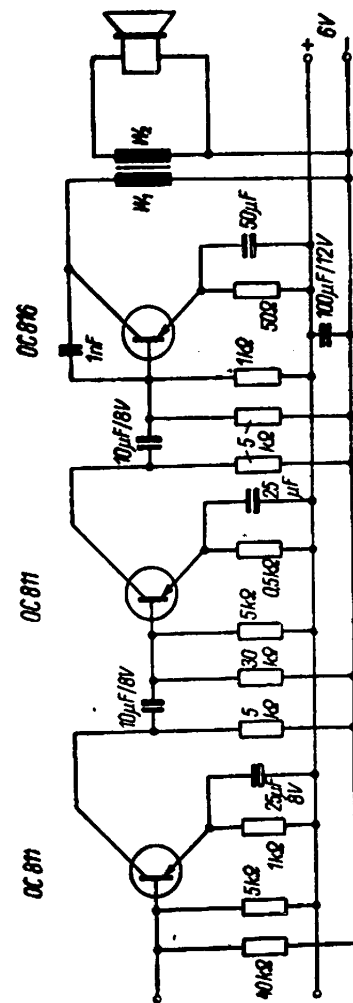 OC811
OC811
OC816
10µF/8V
10µF/8V
1nF
W1
W2
40kΩ
5kΩ
1kΩ
25µF
8V
5
kΩ
30
kΩ
5kΩ
0,5kΩ
25
µF
5
kΩ
1kΩ
50Ω
50µF
100µF/12V
+
6V
-